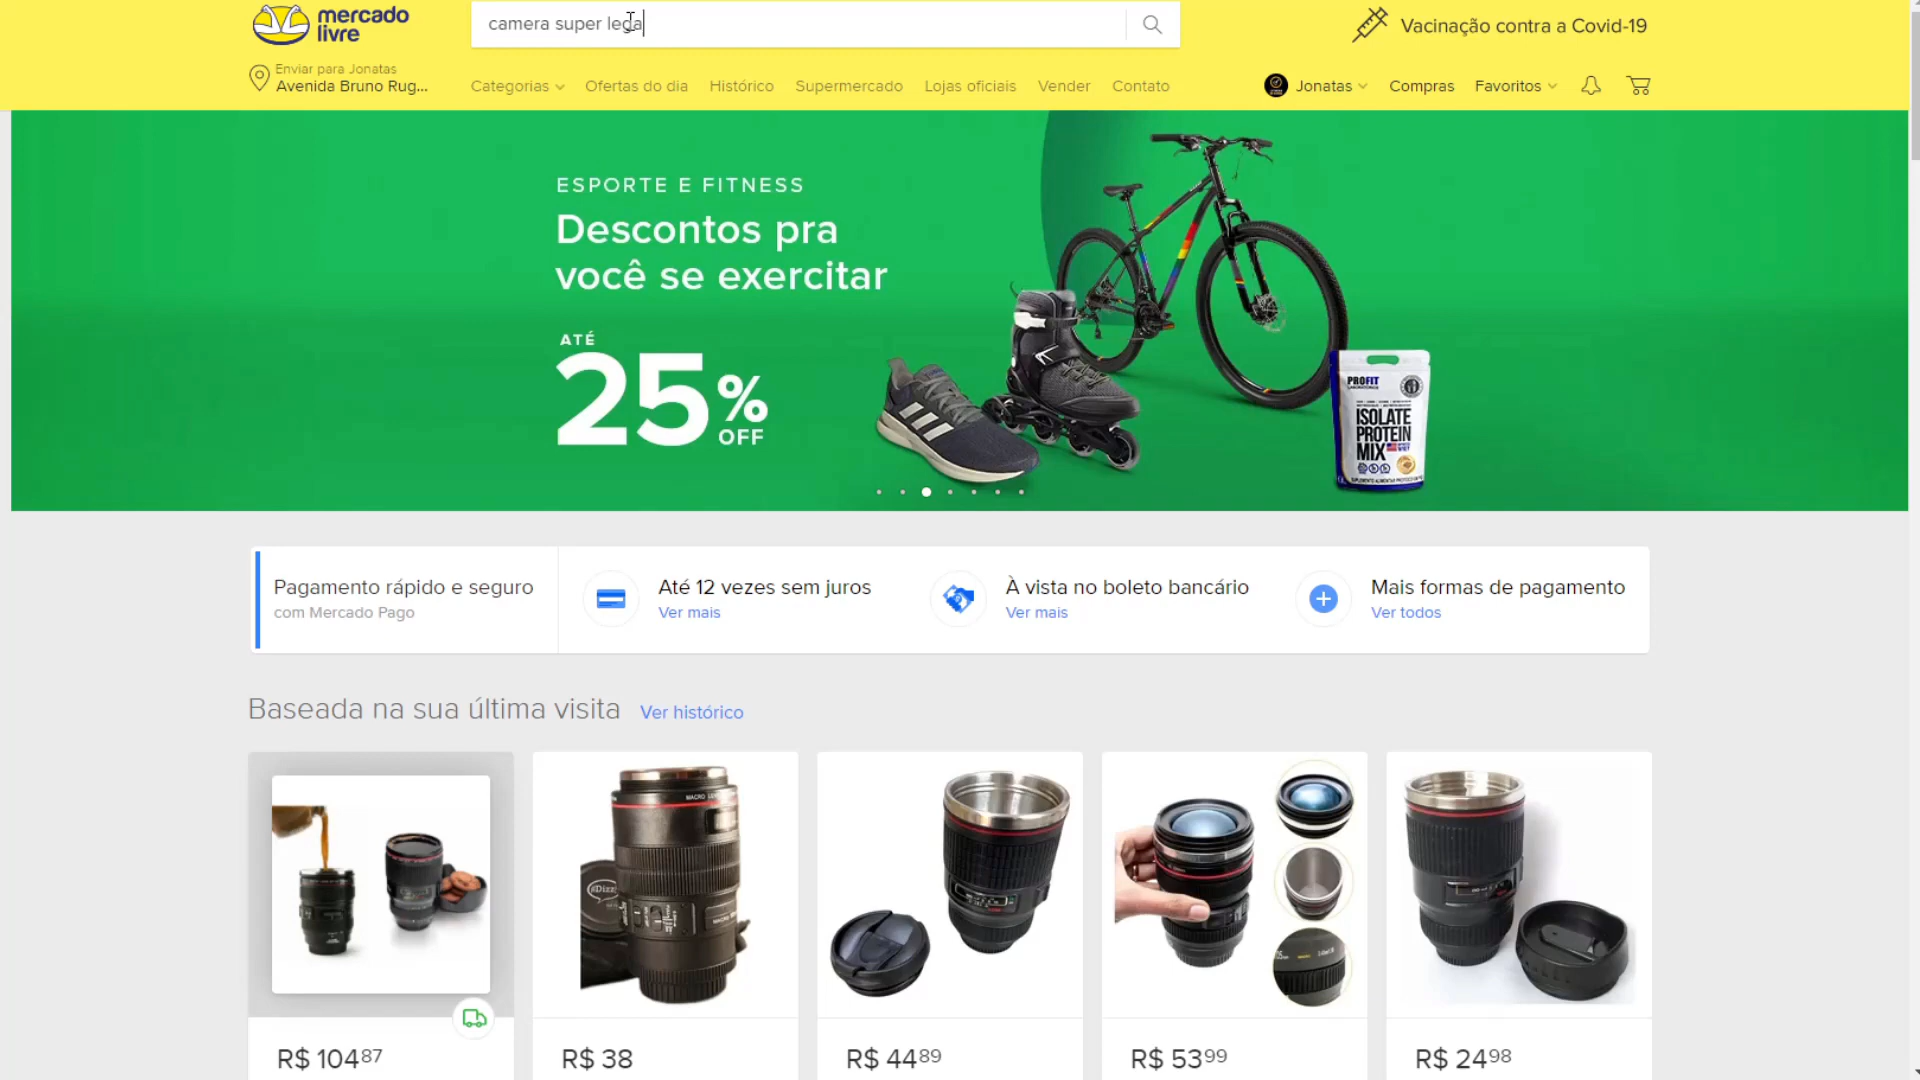 mercado
livre
camera super lega
Vacinação contra a Covid-19
Enviar para Jonatas
Avenida Bruno Rug...
Categorias
Ofertas do dia
Histórico
Supermercado
Lojas oficiais
Vender
Contato
Jonatas
Compras
Favoritos
ESPORTE E FITNESS
Descontos pra
você se exercitar
ATÉ
25%
OFF
PROFIT
ISOLATE
PROTEIN
MIX
Pagamento rápido e seguro
com Mercado Pago
Até 12 vezes sem juros
Ver mais
À vista no boleto bancário
Ver mais
Mais formas de pagamento
Ver todos
Baseada na sua última visita
Ver histórico
MACRO
R$ 104 87
R$ 38
R$ 44 89
R$ 53 99
R$ 24 98